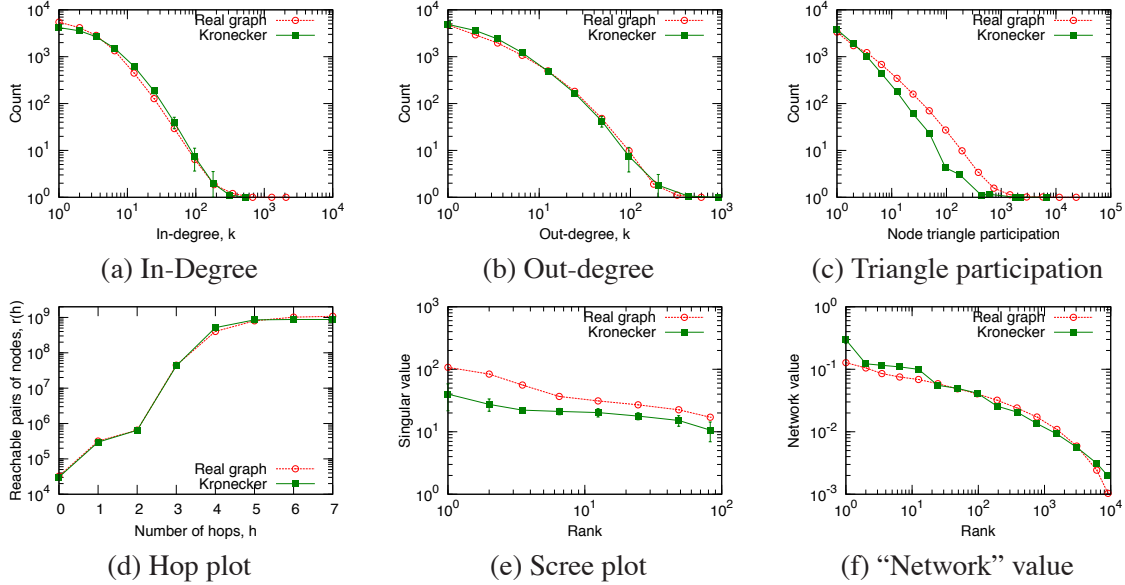 Real graph
Kronecker
Count
10^4
10^3
10^2
10^1
10^0
10^0 10^1 10^2 10^3 10^4
In-degree, k
(a) In-Degree
Real graph
Kronecker
Count
10^4
10^3
10^2
10^1
10^0
10^0 10^1 10^2 10^3
Out-degree, k
(b) Out-degree
Real graph
Kronecker
Count
10^4
10^3
10^2
10^1
10^0
10^0 10^1 10^2 10^3 10^4 10^5
Node triangle participation
(c) Triangle participation
Reachable pairs of nodes, r(h)
10^9
10^8
10^7
10^6
10^5
10^4
Real graph
Kronecker
0 1 2 3 4 5 6 7
Number of hops, h
(d) Hop plot
Real graph
Kronecker
Singular value
10^3
10^2
10^1
10^0
10^0 10^1 10^2
Rank
(e) Scree plot
Real graph
Kronecker
Network value
10^0
10^-1
10^-2
10^-3
10^0 10^1 10^2 10^3 10^4
Rank
(f) “Network” value